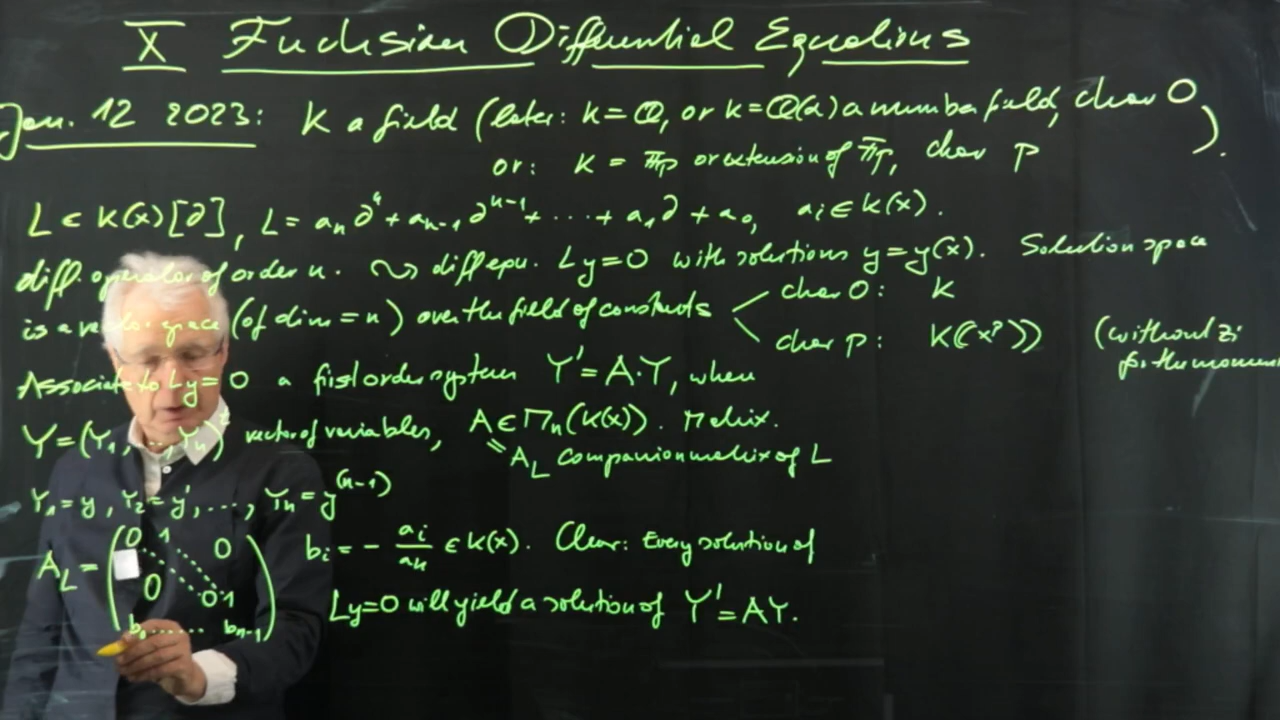 X Fuchsian Differential Equations
Jan. 12 2023: K a field (later: k = ℚ, or k = ℚ(α) a number field, char 0,
or: k = 𝔽p or extension of 𝔽p, char p ).
L ∈ K(x)[∂], L = aₙ∂ⁿ + aₙ₋₁∂ⁿ⁻¹ + ... + a₁∂ + a₀, aᵢ ∈ K(x).
diff. operator of order n. ⤳ diff equ. Ly=0 with solutions y=y(x). Solution space
is a vector space (of dim = n) over the field of constants char 0: K
char p: K((xᵖ)) (without zᵢ for the moment
Associate to Ly=0 a first order system Y' = A·Y, where
Y = (Y₁, ..., Yₙ)ᵗ vector of variables, A ∈ Mₙ(K(x)). Matrix.
= A_L companion matrix of L
Y₁ = y, Y₂ = y', ..., Yₙ = y⁽ⁿ⁻¹⁾
A_L = ( 0 1 0 0 0 1 b₀ ..... bₙ₋₁ ) bᵢ = - aᵢ/aₙ ∈ K(x). Clear: Every solution of
Ly=0 will yield a solution of Y' = AY.